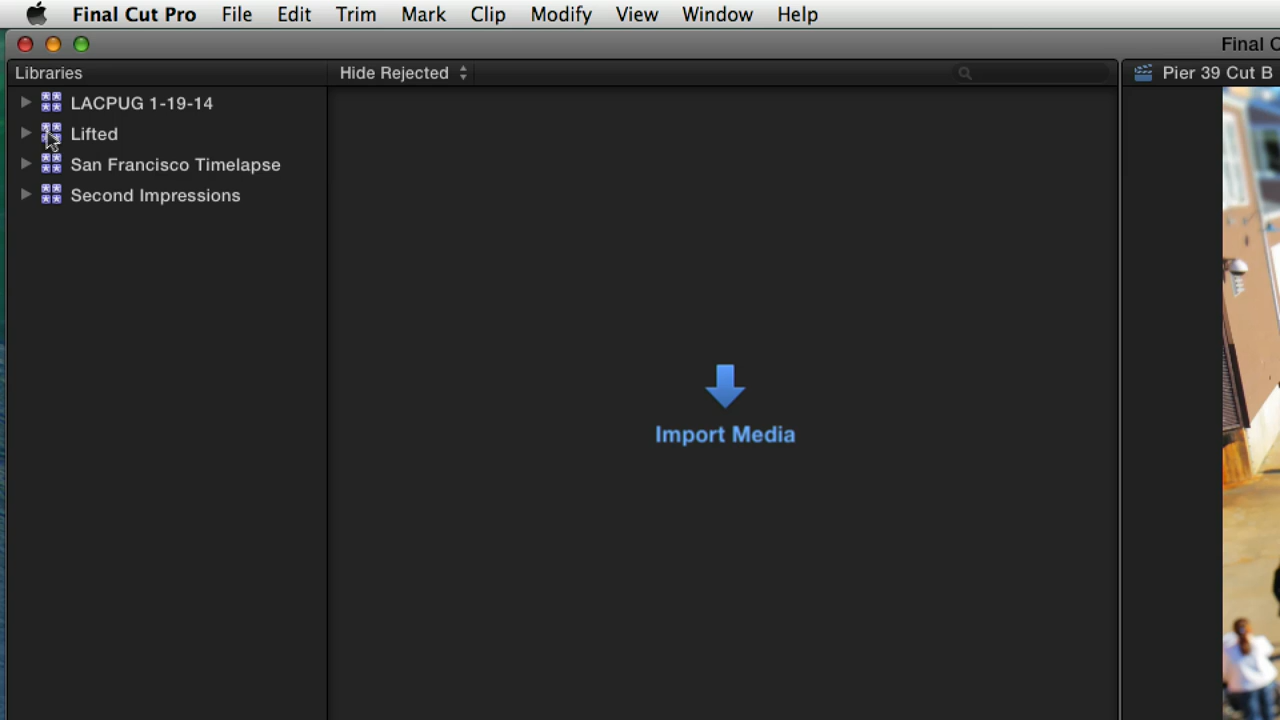 Final Cut Pro File Edit Trim Mark Clip Modify View Window Help
Final C
Libraries Hide Rejected Pier 39 Cut B
LACPUG 1-19-14
Lifted
San Francisco Timelapse
Second Impressions
Import Media